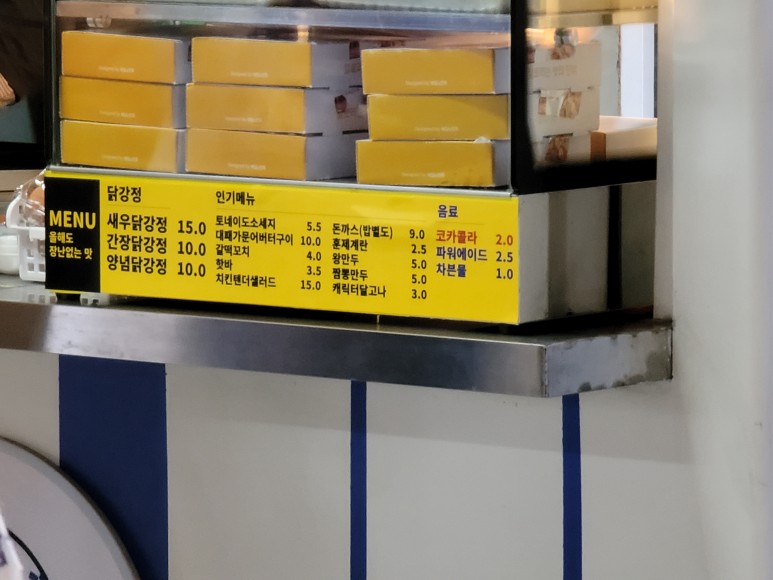 MENU
올해도
장난없는 맛
닭강정
새우닭강정 15.0
간장닭강정 10.0
양념닭강정 10.0
인기메뉴
토네이도소세지 5.5
대패가문어버터구이 10.0
갈떡꼬치 4.0
핫바 3.5
치킨텐더샐러드 15.0
돈까스(밥별도) 9.0
훈제계란 2.5
왕만두 5.0
짬뽕만두 5.0
캐릭터달고나 3.0
음료
코카콜라 2.0
파워에이드 2.5
차븐물 1.0